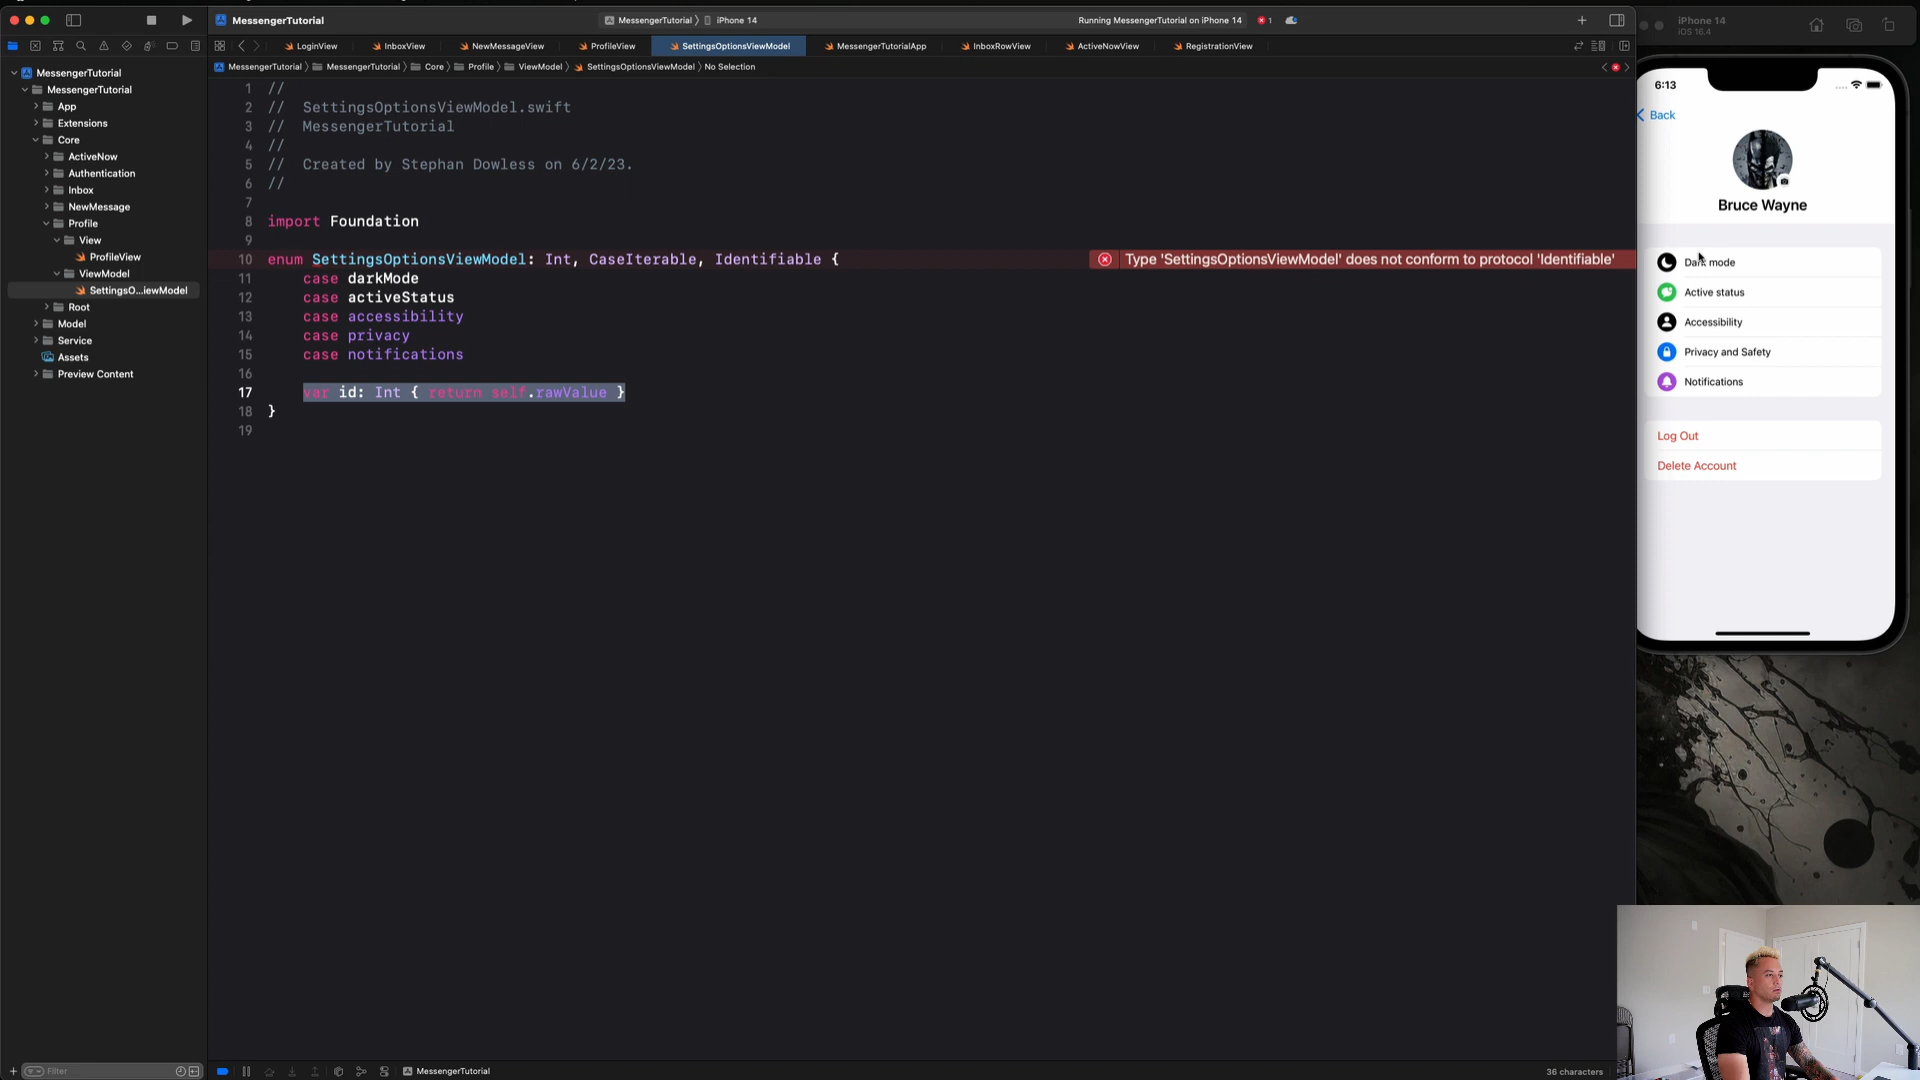 MessengerTutorial
MessengerTutorial
iPhone 14
Running MessengerTutorial on iPhone 14
1
iPhone 14
iOS 16.4
LoginView
InboxView
NewMessageView
ProfileView
SettingsOptionsViewModel
MessengerTutorialApp
InboxRowView
ActiveNowView
RegistrationView
MessengerTutorial
MessengerTutorial
Core
Profile
ViewModel
SettingsOptionsViewModel
No Selection
MessengerTutorial
MessengerTutorial
App
Extensions
Core
ActiveNow
Authentication
Inbox
NewMessage
Profile
View
ProfileView
ViewModel
SettingsO...iewModel
Root
Model
Service
Assets
Preview Content
Filter
1 //
2 //  SettingsOptionsViewModel.swift
3 //  MessengerTutorial
4 //
5 //  Created by Stephan Dowless on 6/2/23.
6 //
7
8 import Foundation
9
10 enum SettingsOptionsViewModel: Int, CaseIterable, Identifiable {
Type 'SettingsOptionsViewModel' does not conform to protocol 'Identifiable'
11     case darkMode
12     case activeStatus
13     case accessibility
14     case privacy
15     case notifications
16
17     var id: Int { return self.rawValue }
18 }
19
6:13
Back
Bruce Wayne
Dark mode
Active status
Accessibility
Privacy and Safety
Notifications
Log Out
Delete Account
MessengerTutorial
36 characters